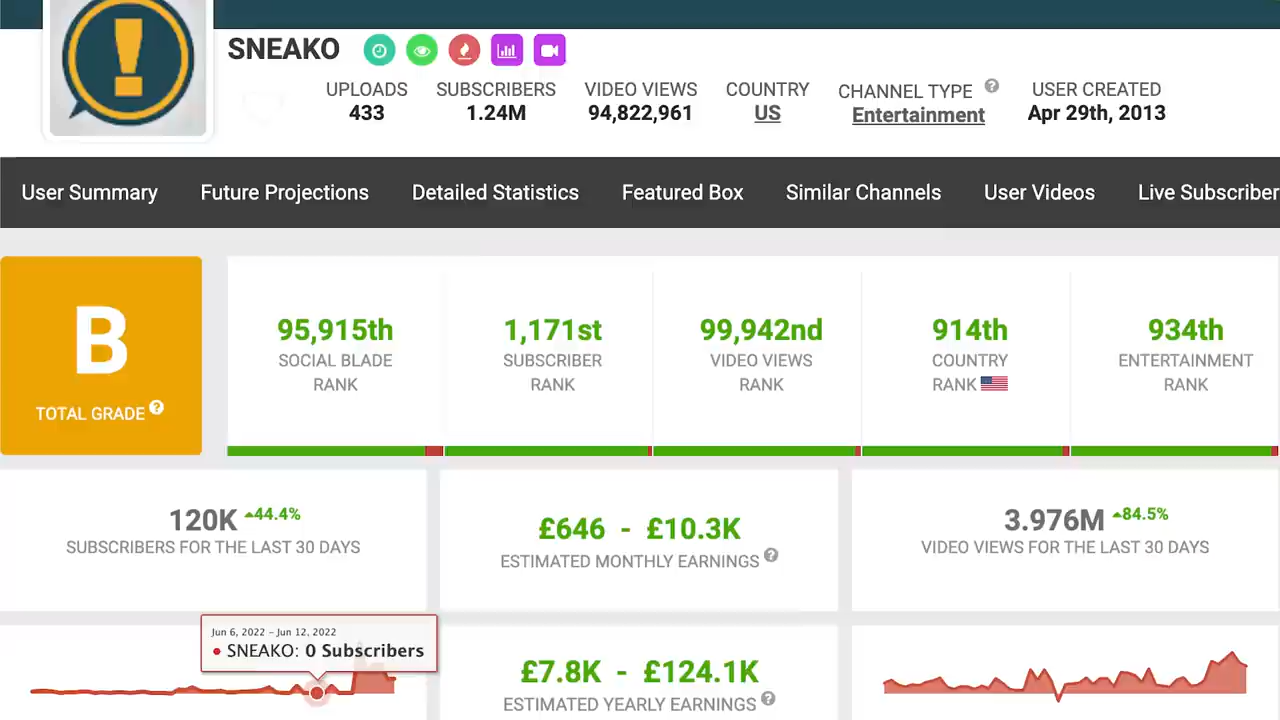 SNEAKO
UPLOADS
433
SUBSCRIBERS
1.24M
VIDEO VIEWS
94,822,961
COUNTRY
US
CHANNEL TYPE ?
Entertainment
USER CREATED
Apr 29th, 2013
User Summary
Future Projections
Detailed Statistics
Featured Box
Similar Channels
User Videos
Live Subscriber
B
TOTAL GRADE ?
95,915th
SOCIAL BLADE
RANK
1,171st
SUBSCRIBER
RANK
99,942nd
VIDEO VIEWS
RANK
914th
COUNTRY
RANK
934th
ENTERTAINMENT
RANK
120K 44.4%
SUBSCRIBERS FOR THE LAST 30 DAYS
£646 - £10.3K
ESTIMATED MONTHLY EARNINGS ?
3.976M 84.5%
VIDEO VIEWS FOR THE LAST 30 DAYS
Jun 6, 2022 – Jun 12, 2022
SNEAKO: 0 Subscribers
£7.8K - £124.1K
ESTIMATED YEARLY EARNINGS ?